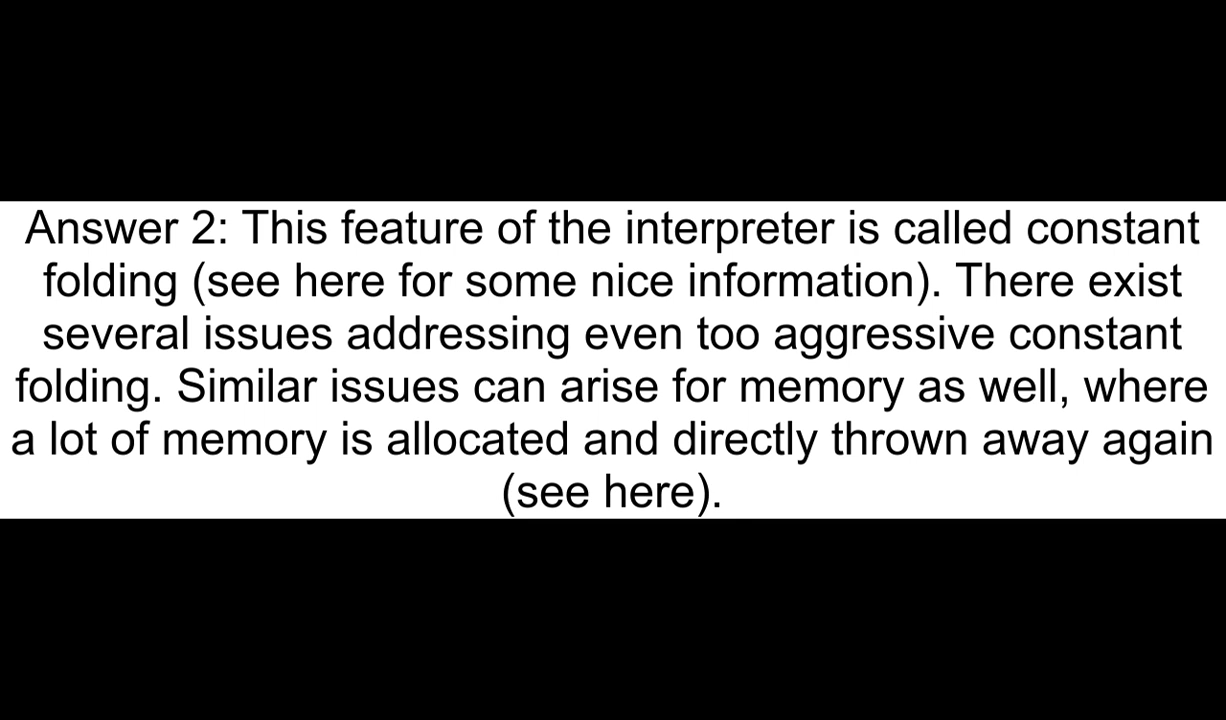 Answer 2: This feature of the interpreter is called constant
folding (see here for some nice information). There exist
several issues addressing even too aggressive constant
folding. Similar issues can arise for memory as well, where
a lot of memory is allocated and directly thrown away again
(see here).